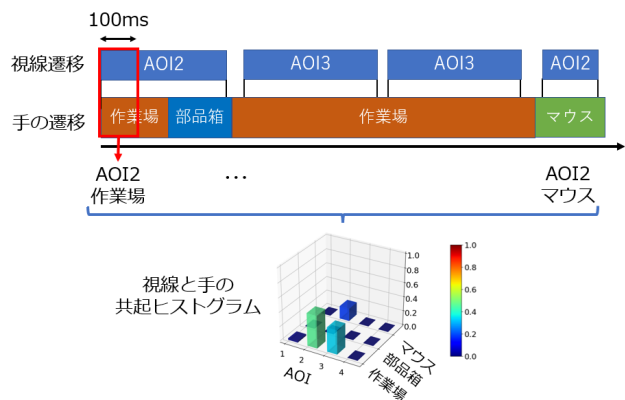 100ms
視線遷移
AOI2
AOI3
AOI3
AOI2
手の遷移
作業場
部品箱
作業場
マウス
AOI2
作業場
…
AOI2
マウス
視線と手の
共起ヒストグラム
1.0
0.8
0.6
0.4
0.2
0.0
1
2
3
4
AOI
マウス
部品箱
作業場
1.0
0.8
0.6
0.4
0.2
0.0